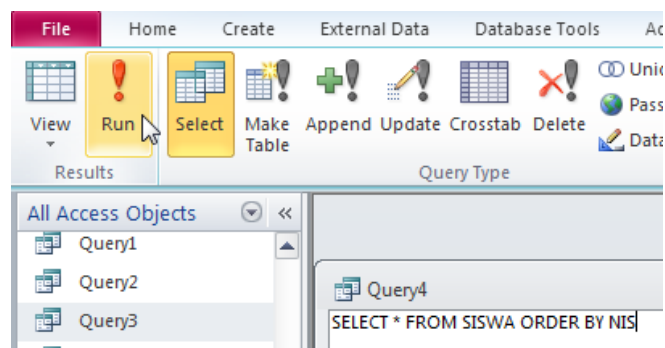 File Home Create External Data Database Tools
View Run Select Make Table Append Update Crosstab Delete
Results Query Type
All Access Objects
Query1
Query2
Query3
Query4
SELECT * FROM SISWA ORDER BY NIS